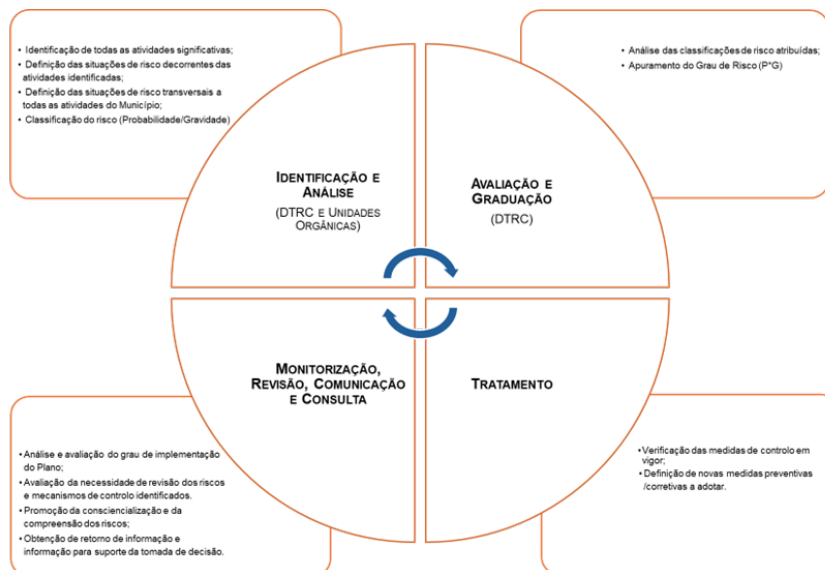 • Identificação de todas as atividades significativas;
• Definição das situações de risco decorrentes das
atividades identificadas;
• Definição das situações de risco transversais a
todas as atividades do Município;
• Classificação do risco (Probabilidade/Gravidade)
• Análise das classificações de risco atribuídas;
• Apuramento do Grau de Risco (P*G)
IDENTIFICAÇÃO E
ANÁLISE
(DTRC E UNIDADES
ORGÂNICAS)
AVALIAÇÃO E
GRADUAÇÃO
(DTRC)
MONITORIZAÇÃO,
REVISÃO, COMUNICAÇÃO
E CONSULTA
TRATAMENTO
• Análise e avaliação do grau de implementação
do Plano;
• Avaliação da necessidade de revisão dos riscos
e mecanismos de controlo identificados.
• Promoção da consciencialização e da
compreensão dos riscos;
• Obtenção de retorno de informação e
informação para suporte da tomada de decisão.
• Verificação das medidas de controlo em
vigor;
• Definição de novas medidas preventivas
/corretivas a adotar.